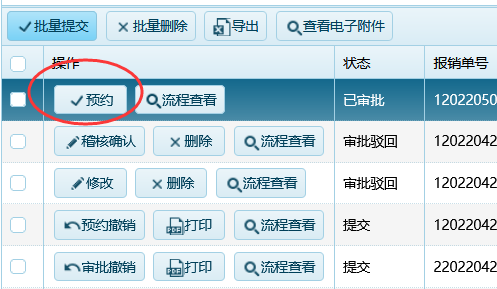 批量提交 批量删除 导出 查看电子附件
操作 状态 报销单号
预约 流程查看 已审批 12022050
稽核确认 删除 流程查看 审批驳回 12022042
修改 删除 流程查看 审批驳回 12022042
预约撤销 打印 流程查看 提交 12022042
审批撤销 打印 流程查看 提交 22022042